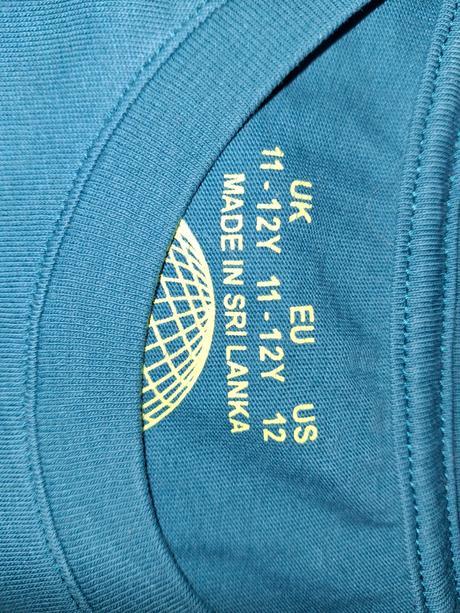 UK EU US
11-12Y 11-12Y 12
MADE IN SRI LANKA